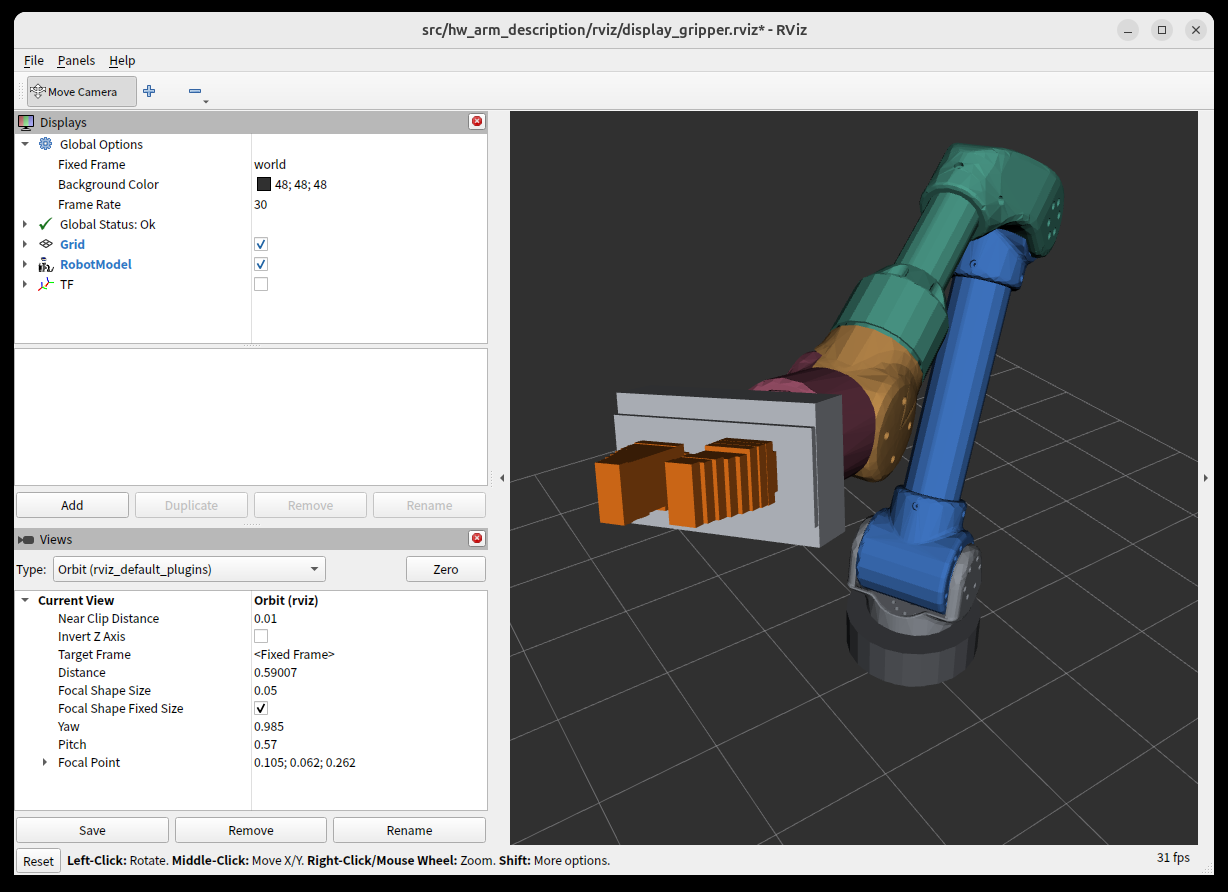 src/hw_arm_description/rviz/display_gripper.rviz* - RViz
File Panels Help
Move Camera
Displays
Global Options
Fixed Frame world
Background Color 48; 48; 48
Frame Rate 30
Global Status: Ok
Grid
RobotModel
TF
Add Duplicate Remove Rename
Views
Type: Orbit (rviz_default_plugins) Zero
Current View Orbit (rviz)
Near Clip Distance 0.01
Invert Z Axis
Target Frame <Fixed Frame>
Distance 0.59007
Focal Shape Size 0.05
Focal Shape Fixed Size
Yaw 0.985
Pitch 0.57
Focal Point 0.105; 0.062; 0.262
Save Remove Rename
Reset Left-Click: Rotate. Middle-Click: Move X/Y. Right-Click/Mouse Wheel: Zoom. Shift: More options. 31 fps